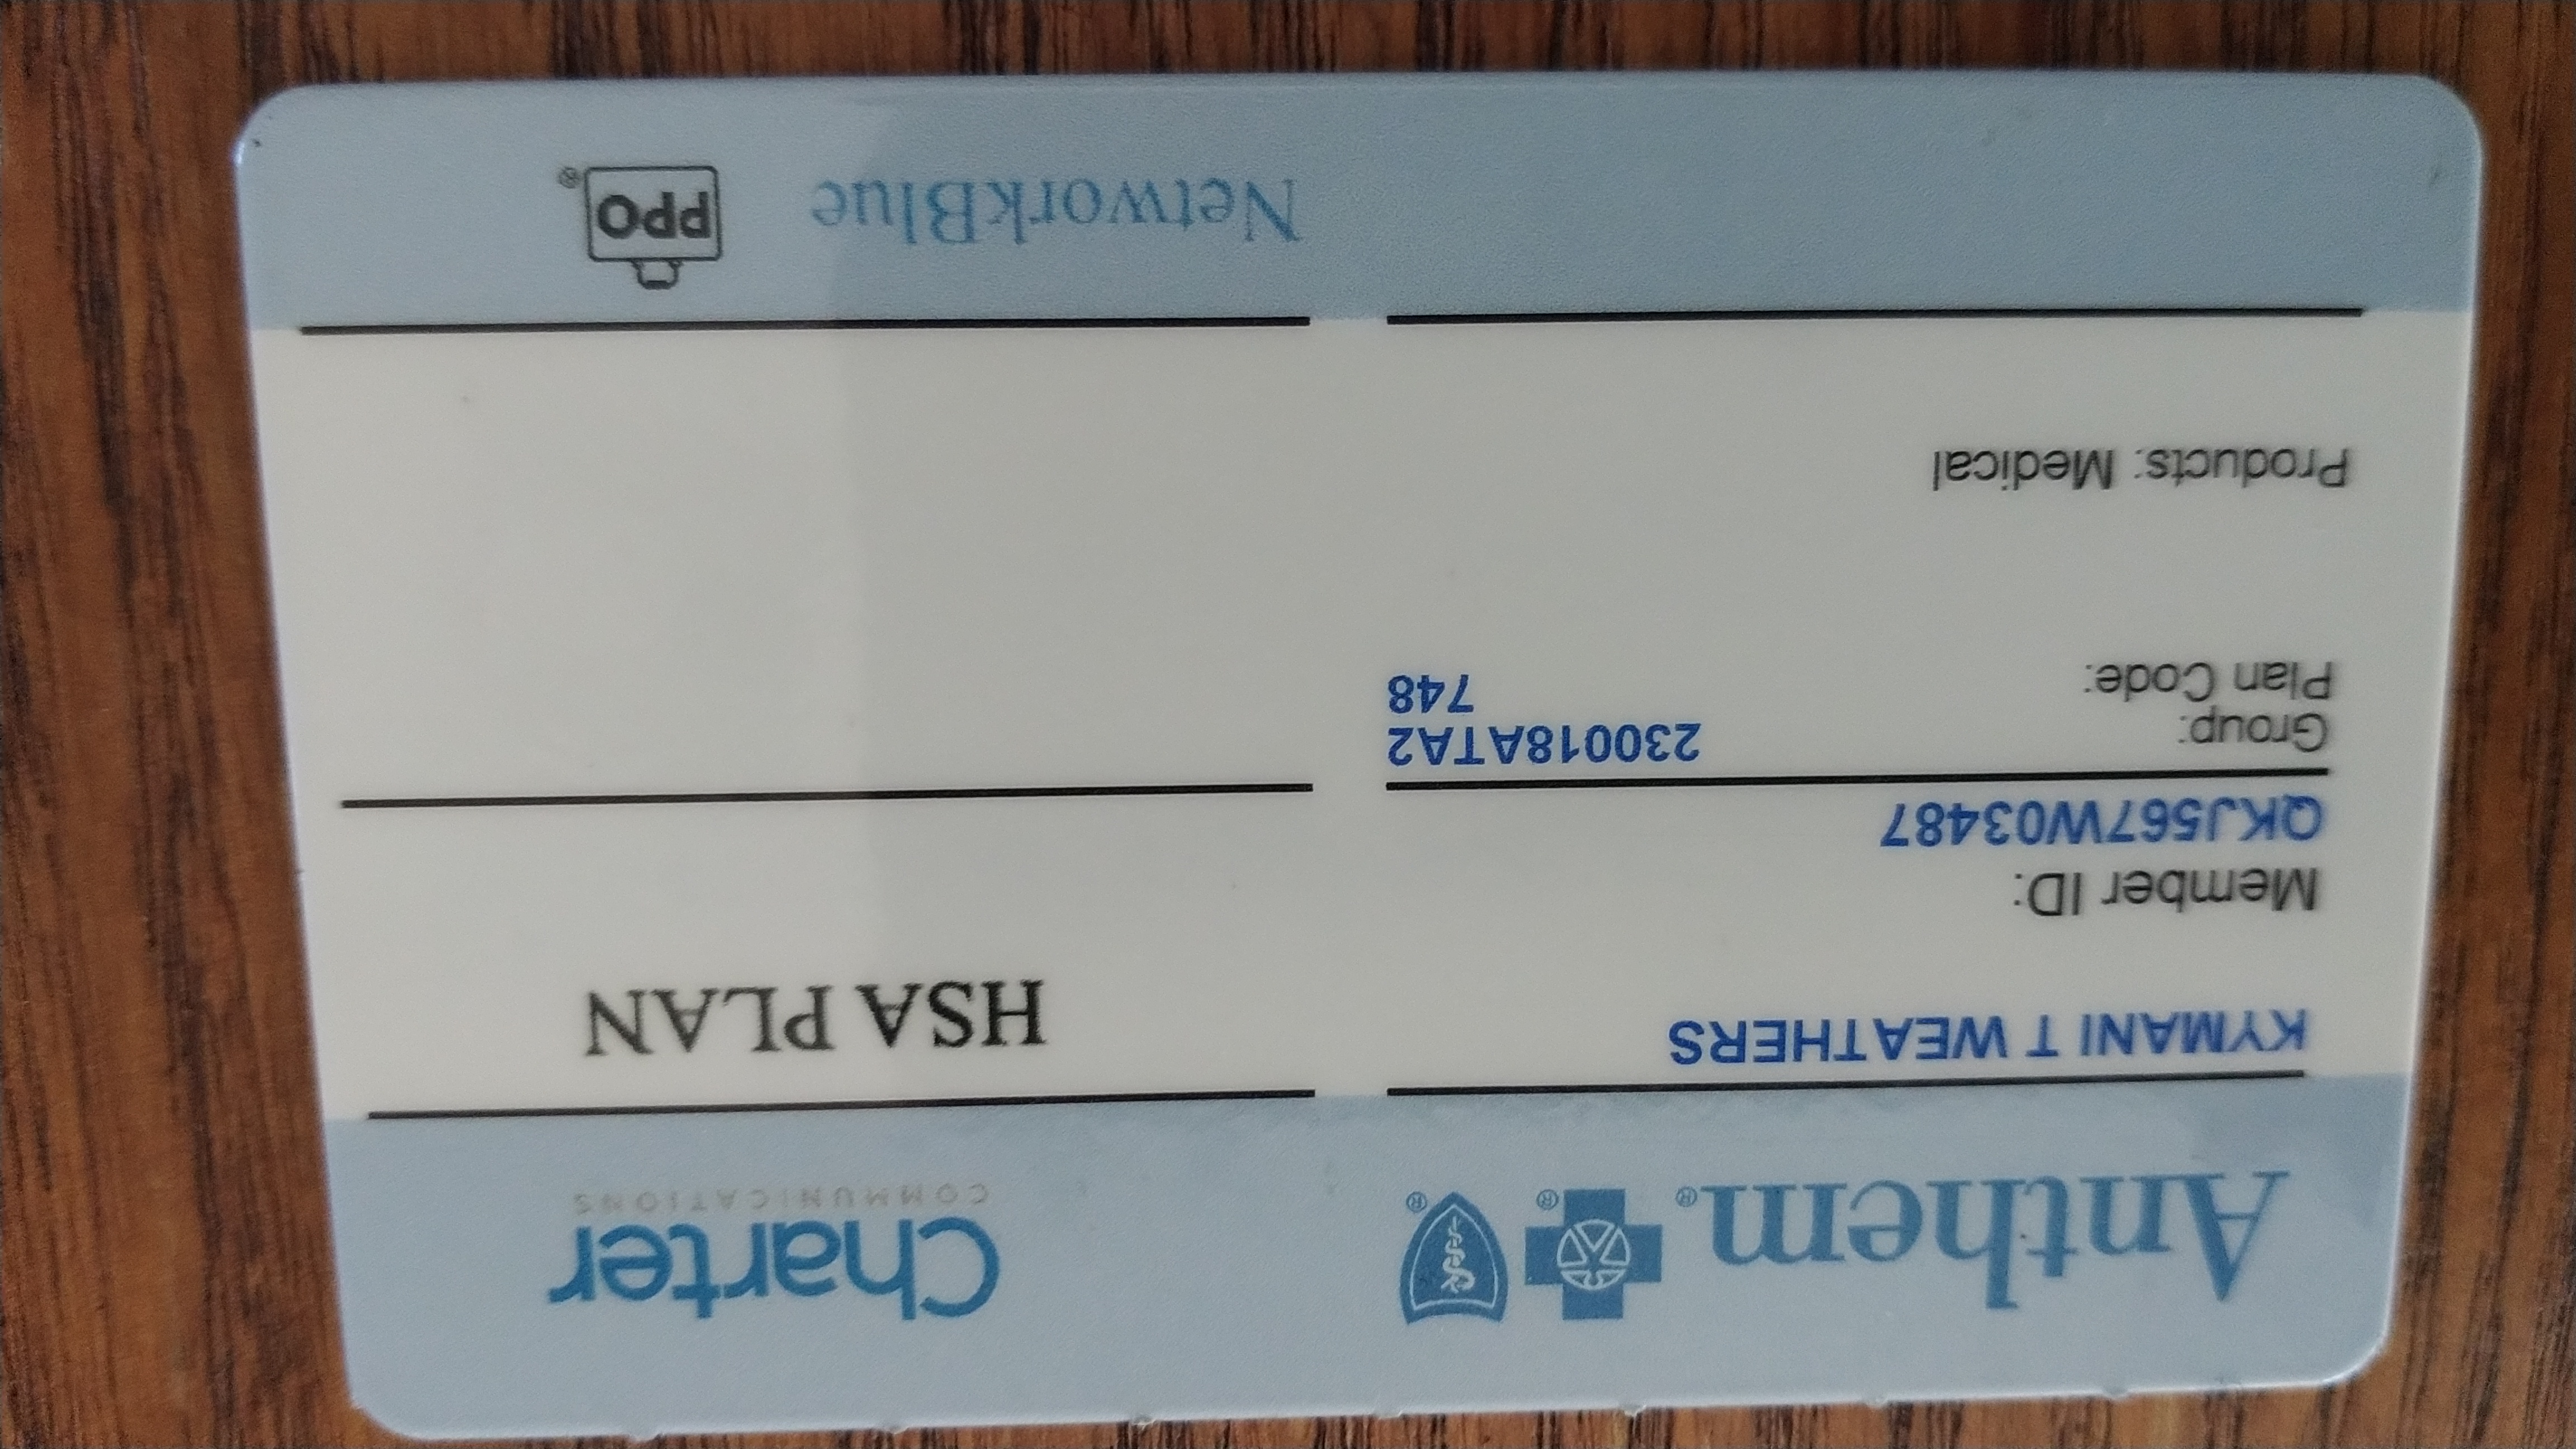 Anthem®
Charter
COMMUNICATIONS
KYMANI T WEATHERS
HSA PLAN
Member ID:
QKJ567W03487
Group: 230018ATA2
Plan Code: 748
Products: Medical
NetworkBlue PPO®